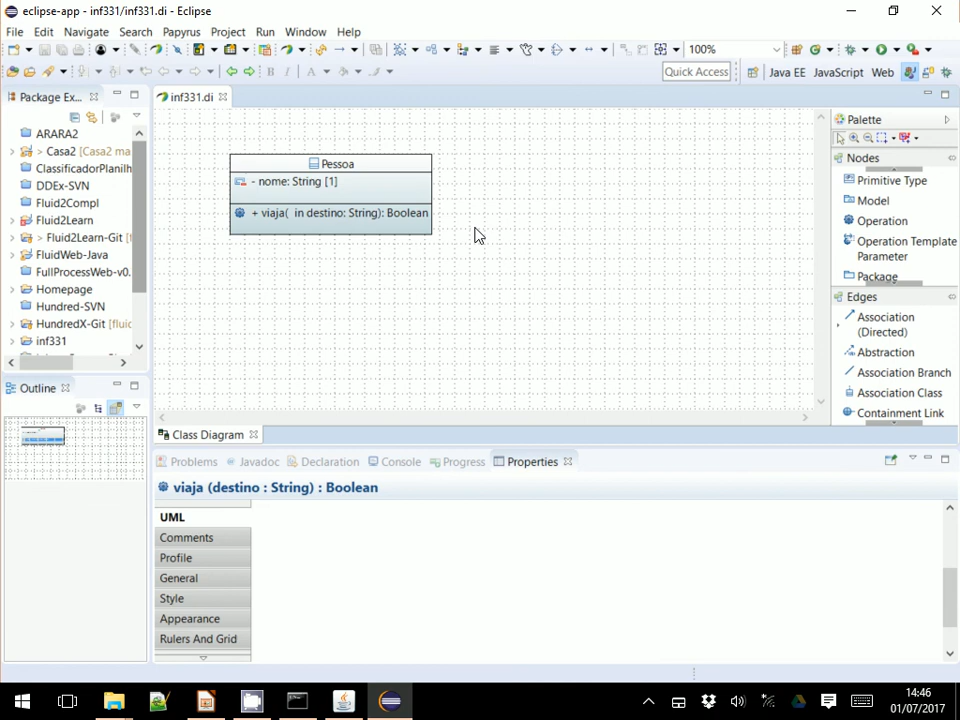 eclipse-app - inf331/inf331.di - Eclipse
File Edit Navigate Search Papyrus Project Run Window Help
100%
B I A
Quick Access
Java EE JavaScript Web
Package Ex...
inf331.di
ARARA2
> Casa2 [Casa2 ma
ClassificadorPlanilh
DDEx-SVN
Fluid2Compl
Fluid2Learn
> Fluid2Learn-Git [f
FluidWeb-Java
FullProcessWeb-v0.
Homepage
Hundred-SVN
HundredX-Git [fluid
inf331
Pessoa
- nome: String [1]
+ viaja( in destino: String): Boolean
Palette
Nodes
Primitive Type
Model
Operation
Operation Template
Parameter
Package
Edges
Association
(Directed)
Abstraction
Association Branch
Association Class
Containment Link
Outline
Class Diagram
Problems Javadoc Declaration Console Progress Properties
viaja (destino : String) : Boolean
UML
Comments
Profile
General
Style
Appearance
Rulers And Grid
14:46
01/07/2017